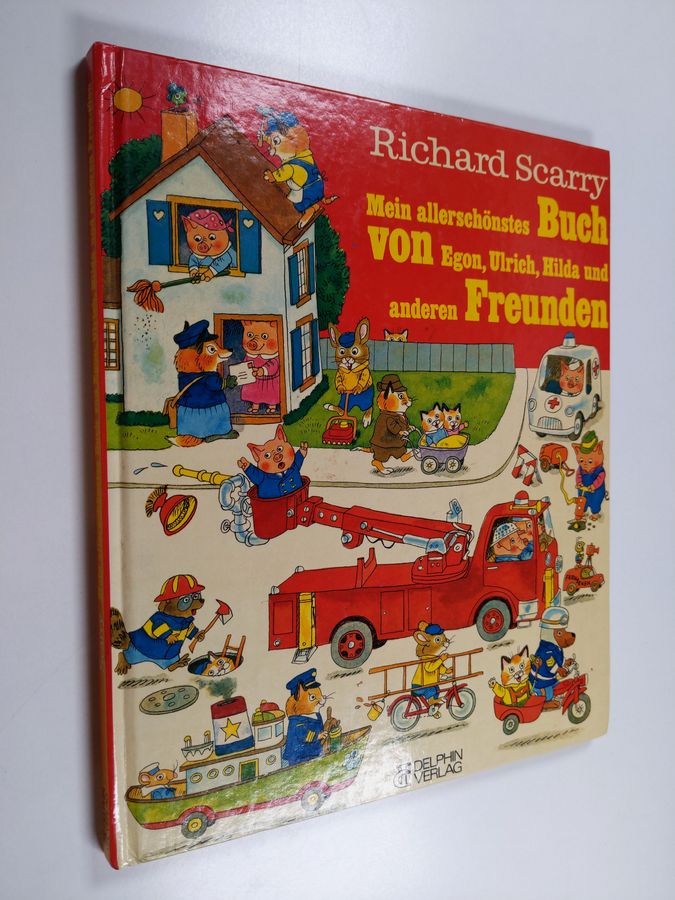 Richard Scarry
Mein allerschönstes Buch
von Egon, Ulrich, Hilda und
anderen Freunden
DELPHIN
VERLAG